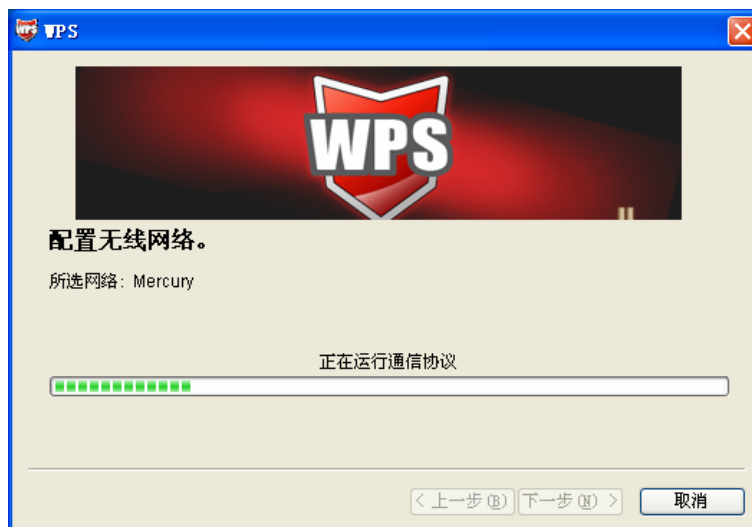 WPS
WPS
配置无线网络。
所选网络: Mercury
正在运行通信协议
< 上一步(B) 下一步(N) > 取消